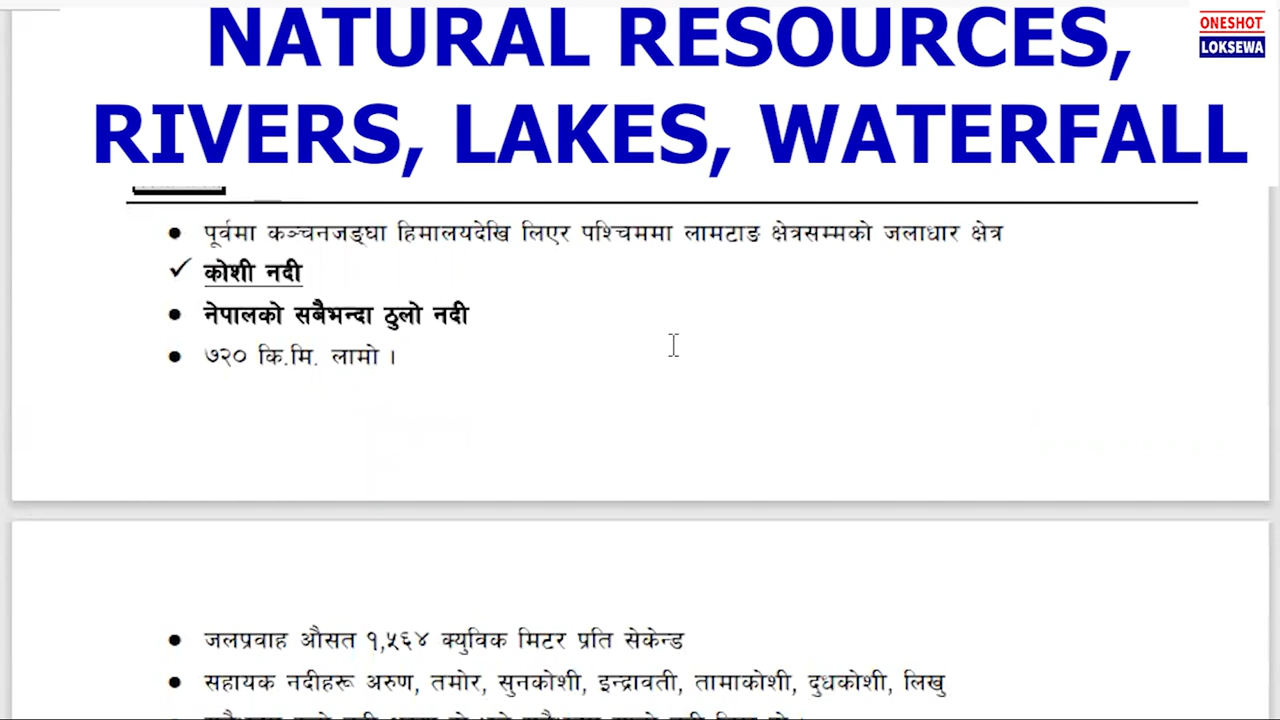 NATURAL RESOURCES,
RIVERS, LAKES, WATERFALL
ONESHOT
LOKSEWA
पूर्वमा कञ्चनजङ्घा हिमालयदेखि लिएर पश्चिममा लामटाङ क्षेत्रसम्मको जलाधार क्षेत्र
कोशी नदी
नेपालको सबैभन्दा ठुलो नदी
७२० कि.मि. लामो ।
जलप्रवाह औसत १,५६४ क्युविक मिटर प्रति सेकेन्ड
सहायक नदीहरू अरुण, तमोर, सुनकोशी, इन्द्रावती, तामाकोशी, दुधकोशी, लिखु